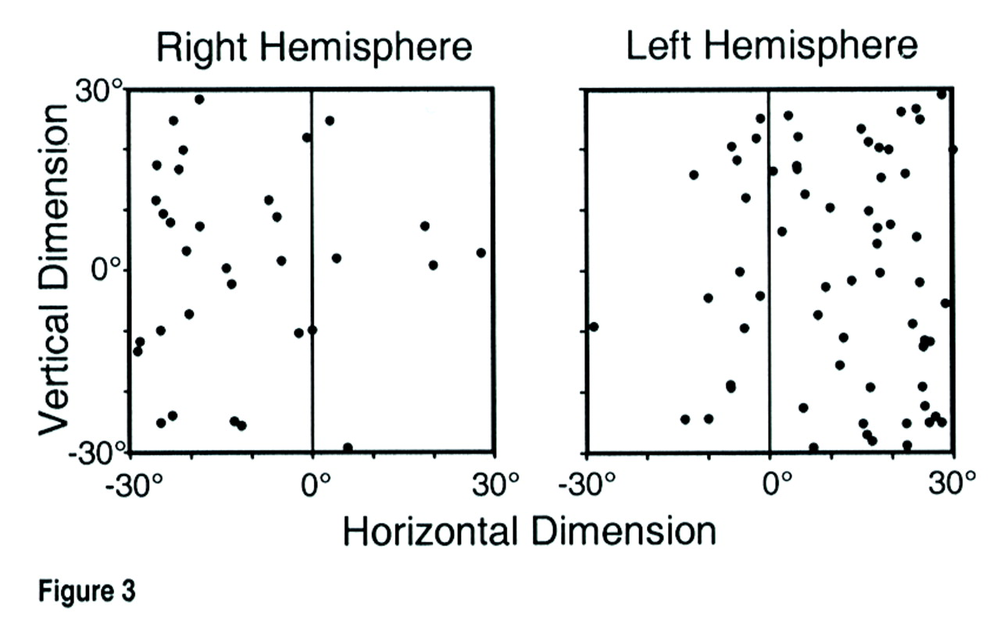 Right Hemisphere
Left Hemisphere
30°
0°
-30°
Vertical Dimension
-30°
0°
30°
-30°
0°
30°
Horizontal Dimension
Figure 3